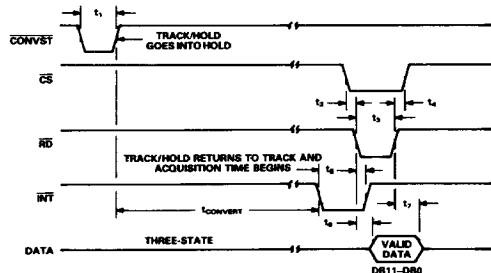 t1
CONVST
TRACK/HOLD
GOES INTO HOLD
CS
t2
t3
t4
RD
TRACK/HOLD RETURNS TO TRACK AND
ACQUISITION TIME BEGINS
t5
INT
tCONVERT
t6
t7
DATA
THREE-STATE
VALID
DATA
DB11–DB0